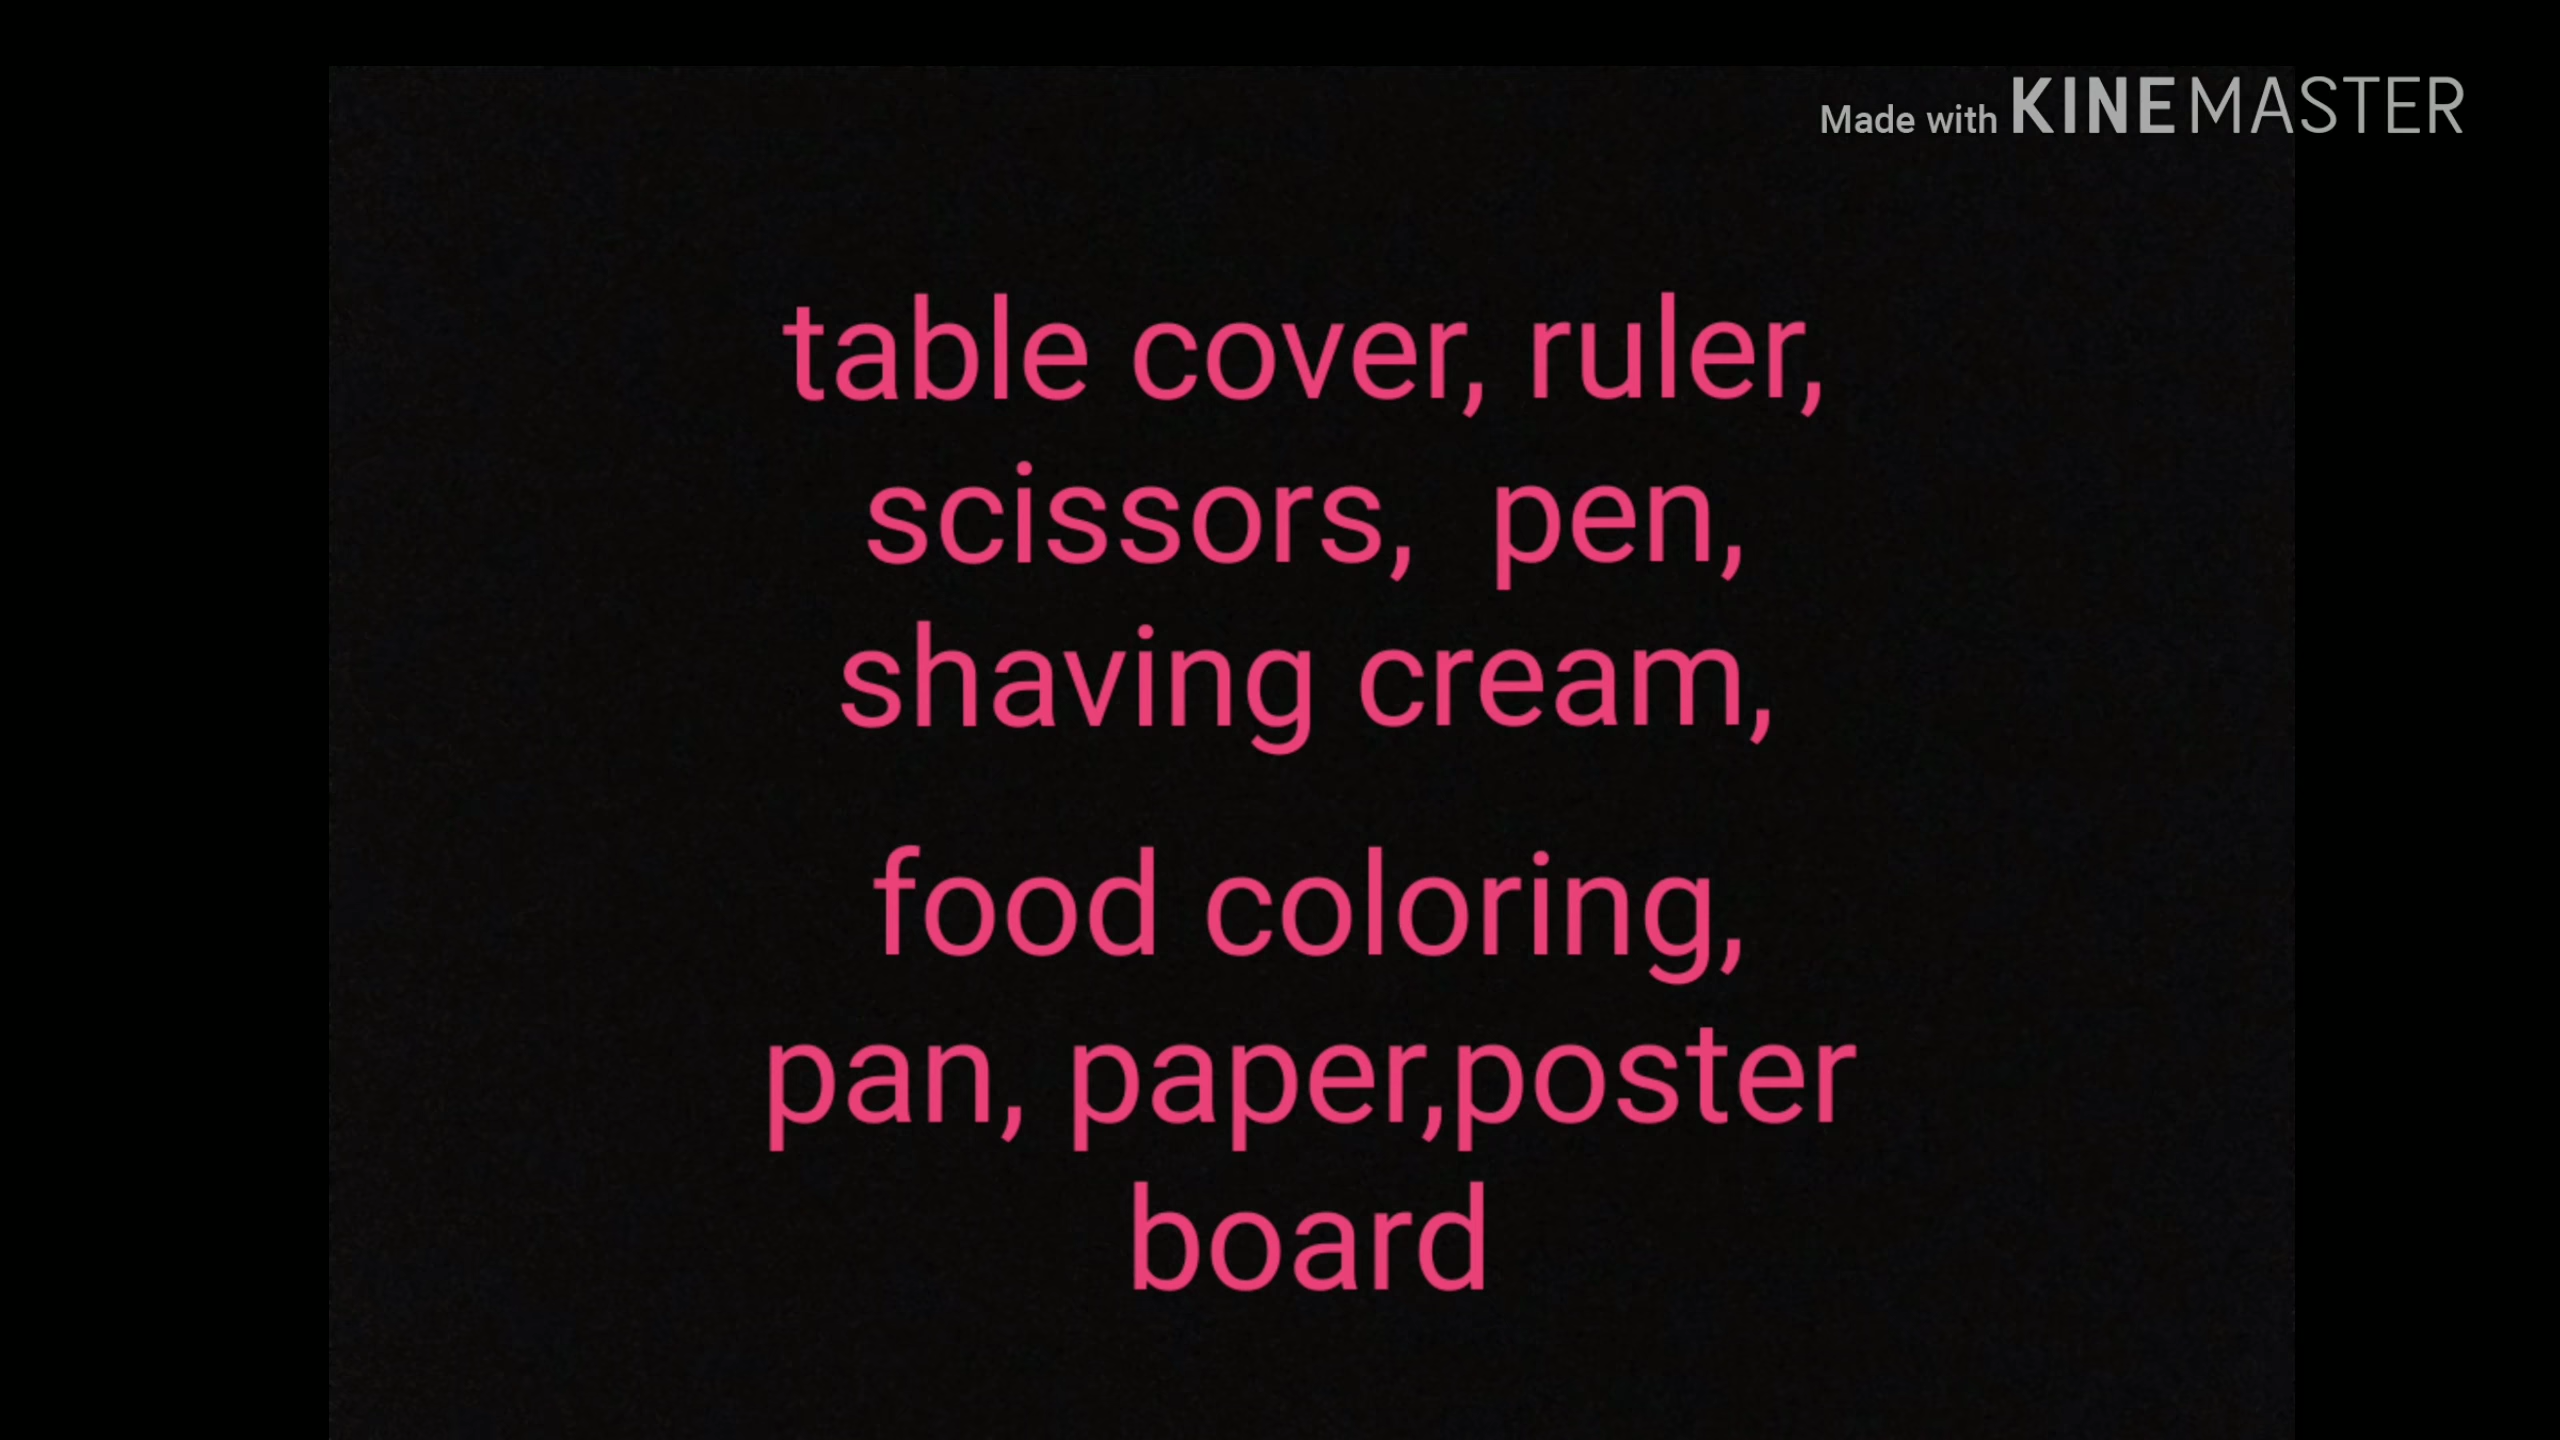 Made with KINEMASTER
table cover, ruler,
scissors,  pen,
shaving cream,
food coloring,
pan, paper,poster
board